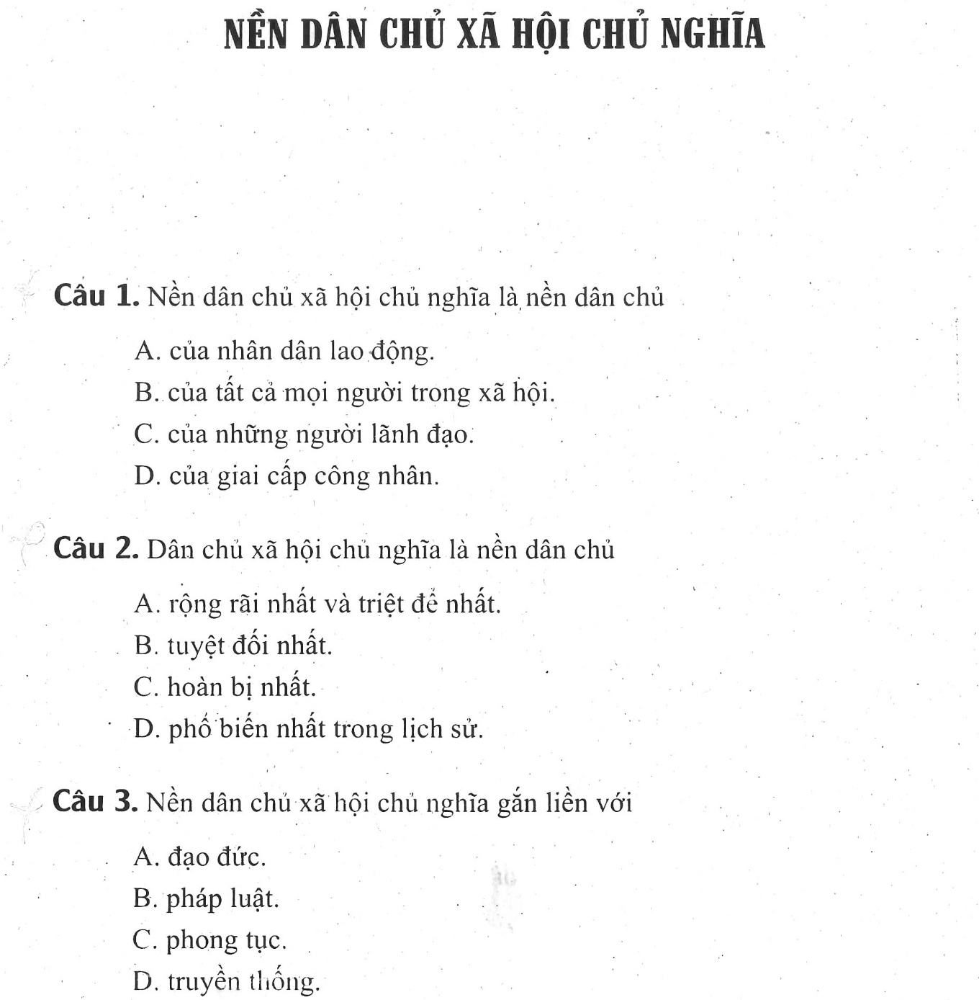 NỀN DÂN CHỦ XÃ HỘI CHỦ NGHĨA
Câu 1. Nền dân chủ xã hội chủ nghĩa là nền dân chủ
A. của nhân dân lao động.
B. của tất cả mọi người trong xã hội.
C. của những người lãnh đạo.
D. của giai cấp công nhân.
Câu 2. Dân chủ xã hội chủ nghĩa là nền dân chủ
A. rộng rãi nhất và triệt để nhất.
B. tuyệt đối nhất.
C. hoàn bị nhất.
D. phổ biến nhất trong lịch sử.
Câu 3. Nền dân chủ xã hội chủ nghĩa gắn liền với
A. đạo đức.
B. pháp luật.
C. phong tục.
D. truyền thống.